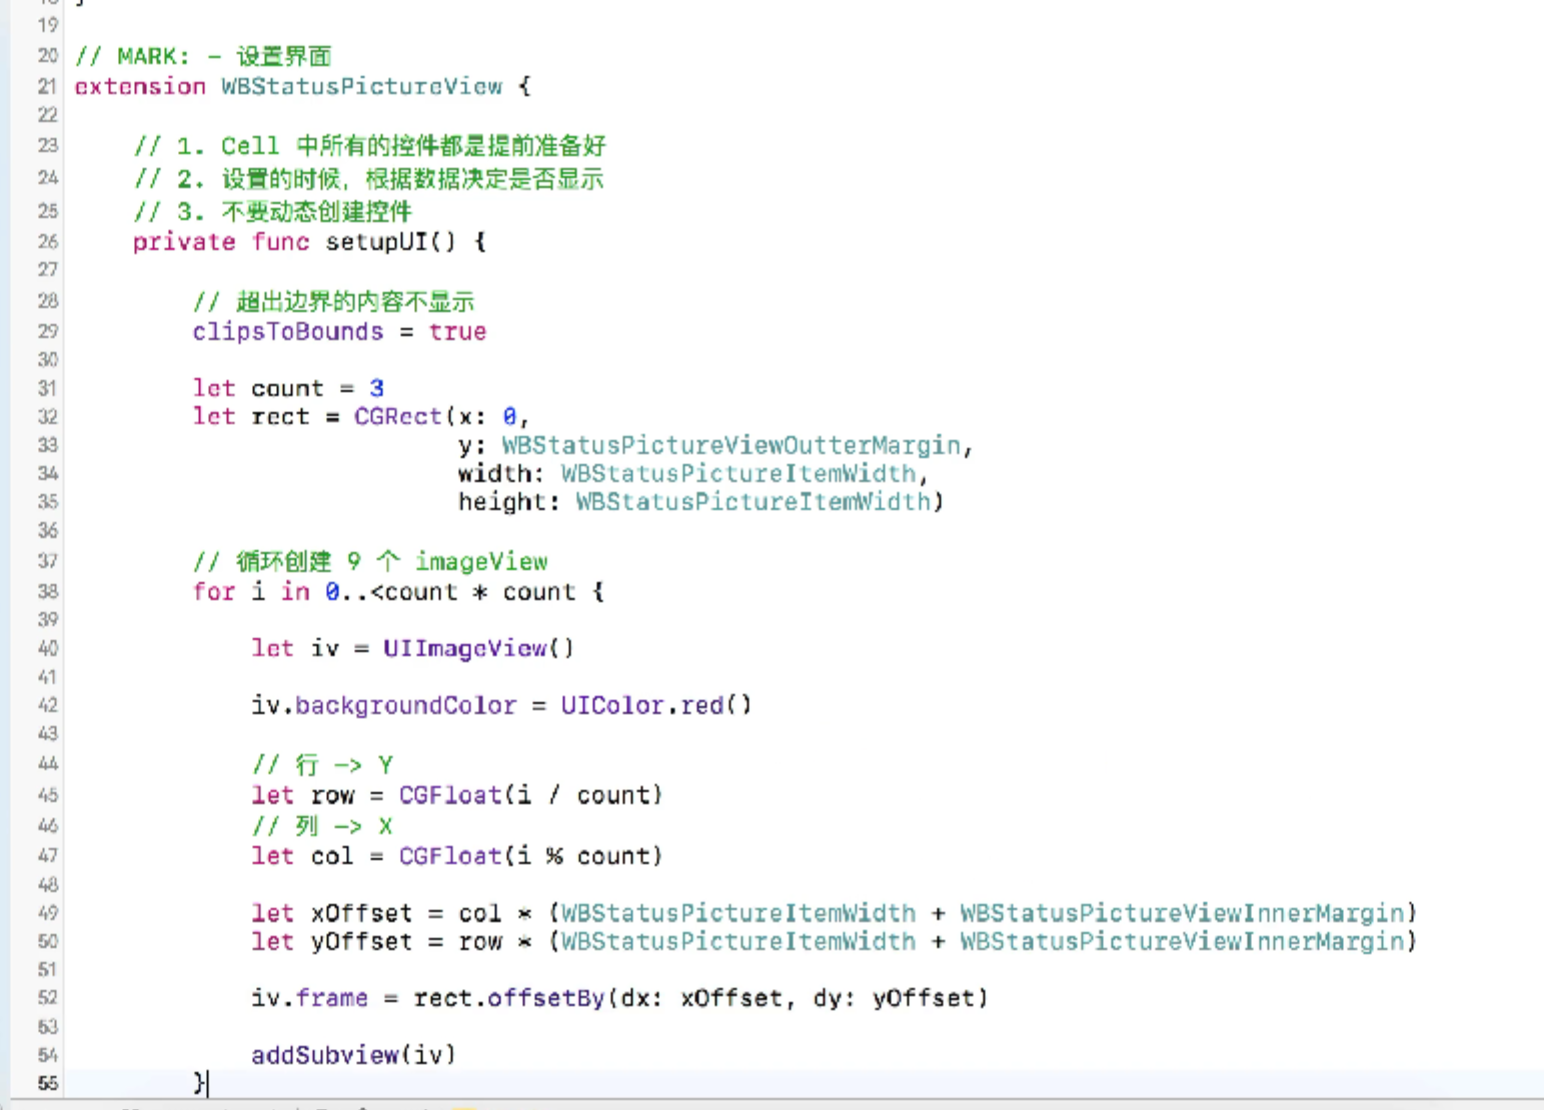 19
20 // MARK: - 设置界面
21 extension WBStatusPictureView {
22
23 // 1. Cell 中所有的控件都是提前准备好
24 // 2. 设置的时候，根据数据决定是否显示
25 // 3. 不要动态创建控件
26 private func setupUI() {
27
28 // 超出边界的内容不显示
29 clipsToBounds = true
30
31 let count = 3
32 let rect = CGRect(x: 0,
33 y: WBStatusPictureViewOutterMargin,
34 width: WBStatusPictureItemWidth,
35 height: WBStatusPictureItemWidth)
36
37 // 循环创建 9 个 imageView
38 for i in 0..<count * count {
39
40 let iv = UIImageView()
41
42 iv.backgroundColor = UIColor.red()
43
44 // 行 -> Y
45 let row = CGFloat(i / count)
46 // 列 -> X
47 let col = CGFloat(i % count)
48
49 let xOffset = col * (WBStatusPictureItemWidth + WBStatusPictureViewInnerMargin)
50 let yOffset = row * (WBStatusPictureItemWidth + WBStatusPictureViewInnerMargin)
51
52 iv.frame = rect.offsetBy(dx: xOffset, dy: yOffset)
53
54 addSubview(iv)
55 }